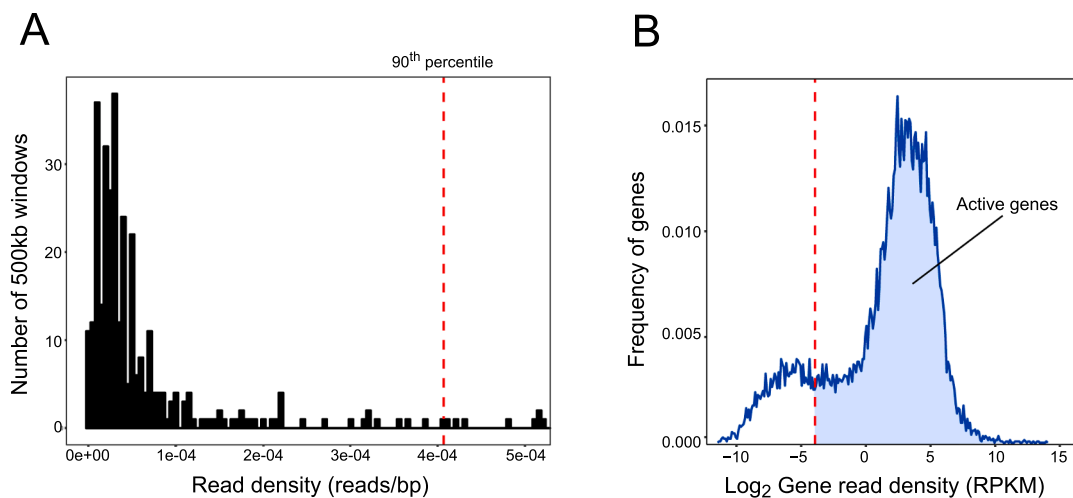 A
90th percentile
Number of 500kb windows
30
20
10
0
0e+00 1e-04 2e-04 3e-04 4e-04 5e-04
Read density (reads/bp)
B
Frequency of genes
0.015
0.010
0.005
0.000
Active genes
−10 −5 0 5 10 15
Log2 Gene read density (RPKM)